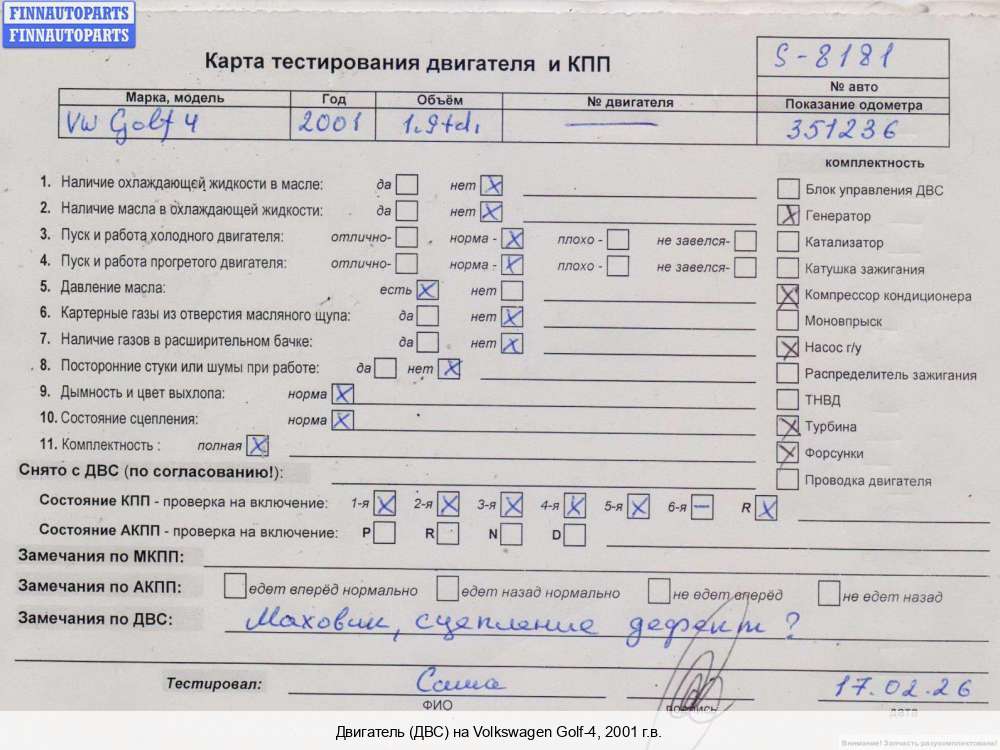 FINNAUTOPARTS
FINNAUTOPARTS
Карта тестирования двигателя и КПП
S-8181
№ авто
Марка, модель Год Объём № двигателя Показание одометра
VW Golf 4 2001 1.9 tdi 351236
комплектность
1. Наличие охлаждающей жидкости в масле: да нет
Блок управления ДВС
2. Наличие масла в охлаждающей жидкости: да нет
Генератор
3. Пуск и работа холодного двигателя: отлично- норма - плохо - не завелся-
Катализатор
4. Пуск и работа прогретого двигателя: отлично- норма - плохо - не завелся-
Катушка зажигания
5. Давление масла: есть нет
Компрессор кондиционера
6. Картерные газы из отверстия масляного щупа: да нет
Моновпрыск
7. Наличие газов в расширительном бачке: да нет
Насос г/у
8. Посторонние стуки или шумы при работе: да нет
Распределитель зажигания
9. Дымность и цвет выхлопа: норма
ТНВД
10. Состояние сцепления: норма
Турбина
11. Комплектность : полная
Форсунки
Снято с ДВС (по согласованию!):
Проводка двигателя
Состояние КПП - проверка на включение: 1-я 2-я 3-я 4-я 5-я 6-я R
Состояние АКПП - проверка на включение: P R N D
Замечания по МКПП:
Замечания по АКПП: едет вперёд нормально едет назад нормально не едет вперёд не едет назад
Замечания по ДВС: Маховик, сцепление дефект ?
Тестировал: Саша 17.02.26
ФИО подпись дата
Двигатель (ДВС) на Volkswagen Golf-4, 2001 г.в.
Внимание! Запчасть разукомплектована!